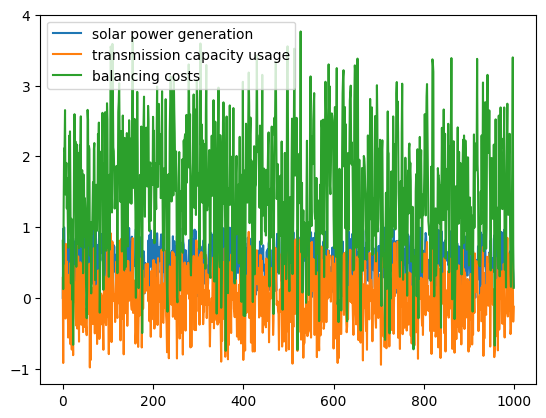 solar power generation
transmission capacity usage
balancing costs
4
3
2
1
0
−1
0 200 400 600 800 1000